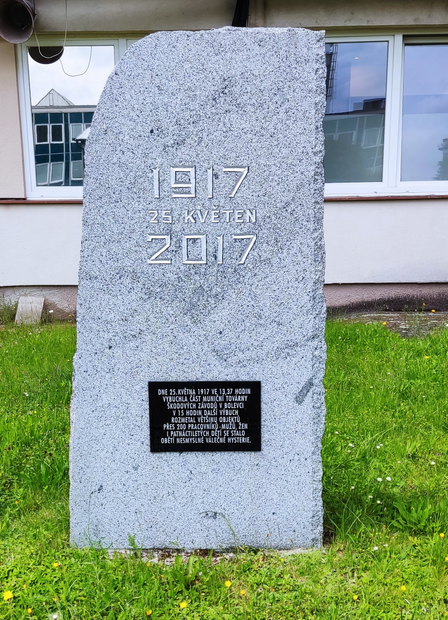 1917
25. KVĚTEN
2017
DNE 25. KVĚTNA 1917 VE 13,37 HODIN
VYBUCHLA ČÁST MUNIČNÍ TOVÁRNY
ŠKODOVÝCH ZÁVODŮ V BOLEVCI
V 15 HODIN DALŠÍ VÝBUCH
ROZMETAL VĚTŠINU OBJEKTŮ
PŘES 200 PRACOVNÍKŮ - MUŽŮ, ŽEN
I PATNÁCTILETÝCH DĚTÍ SE STALO
OBĚTÍ NESMYSLNÉ VÁLEČNÉ HYSTERIE.